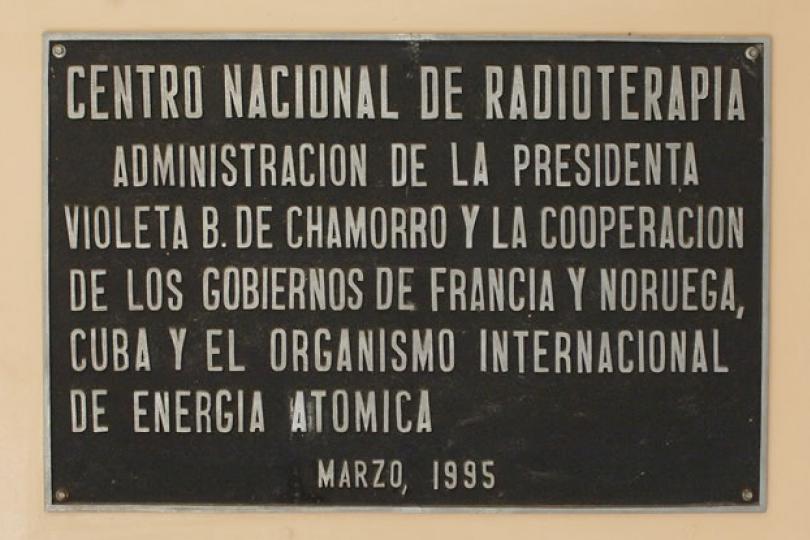 CENTRO NACIONAL DE RADIOTERAPIA
ADMINISTRACION DE LA PRESIDENTA
VIOLETA B. DE CHAMORRO Y LA COOPERACION
DE LOS GOBIERNOS DE FRANCIA Y NORUEGA,
CUBA Y EL ORGANISMO INTERNACIONAL
DE ENERGIA ATOMICA
MARZO, 1995